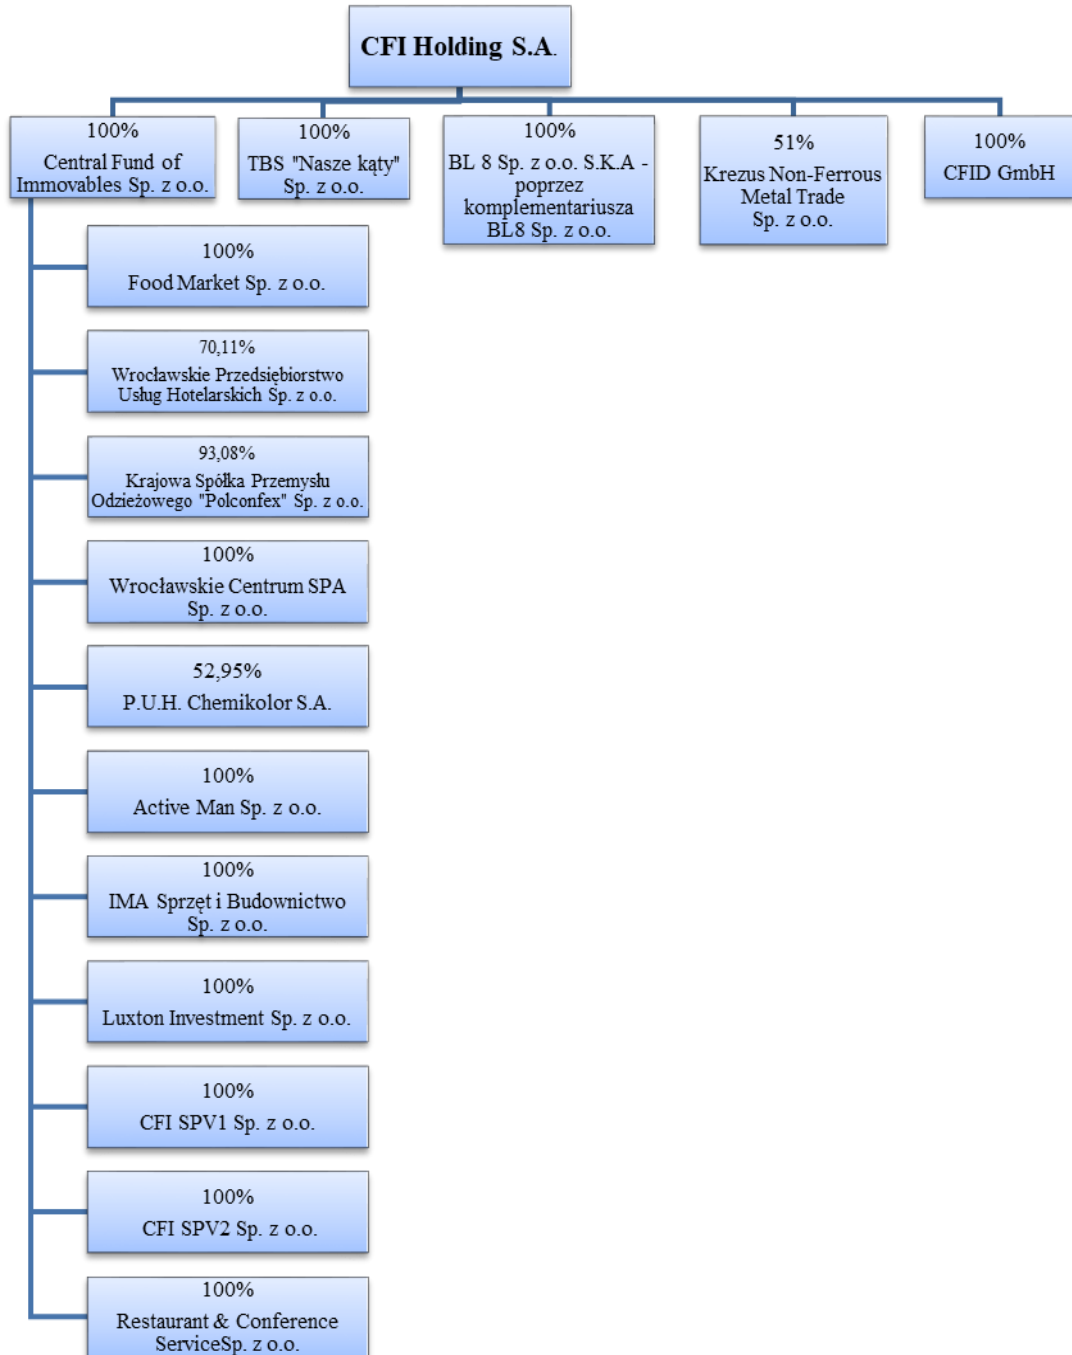 CFI Holding S.A.
100%
Central Fund of
Immovables Sp. z o.o.
100%
TBS "Nasze kąty"
Sp. z o.o.
100%
BL 8 Sp. z o.o. S.K.A -
poprzez
komplementariusza
BL8 Sp. z o.o.
51%
Krezus Non-Ferrous
Metal Trade
Sp. z o.o.
100%
CFID GmbH
100%
Food Market Sp. z o.o.
70,11%
Wrocławskie Przedsiębiorstwo
Usług Hotelarskich Sp. z o.o.
93,08%
Krajowa Spółka Przemysłu
Odzieżowego "Polconfex" Sp. z o.o.
100%
Wrocławskie Centrum SPA
Sp. z o.o.
52,95%
P.U.H. Chemikolor S.A.
100%
Active Man Sp. z o.o.
100%
IMA Sprzęt i Budownictwo
Sp. z o.o.
100%
Luxton Investment Sp. z o.o.
100%
CFI SPV1 Sp. z o.o.
100%
CFI SPV2 Sp. z o.o.
100%
Restaurant & Conference
ServiceSp. z o.o.